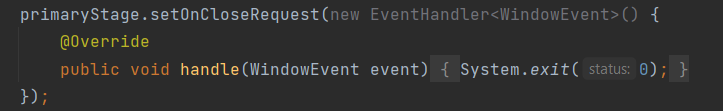 primaryStage.setOnCloseRequest(new EventHandler<WindowEvent>() {
@Override
public void handle(WindowEvent event) { System.exit( status: 0); }
});